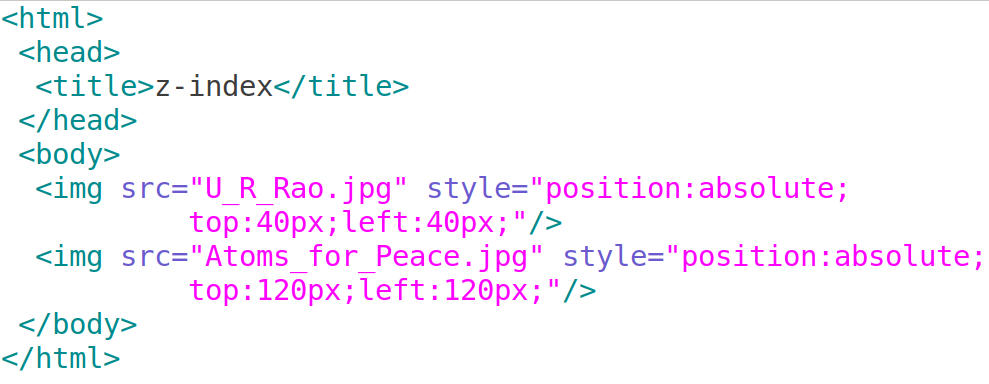 <html>
 <head>
  <title>z-index</title>
 </head>
 <body>
  <img src="U_R_Rao.jpg" style="position:absolute;
           top:40px;left:40px;"/>
  <img src="Atoms_for_Peace.jpg" style="position:absolute;
           top:120px;left:120px;"/>
 </body>
</html>